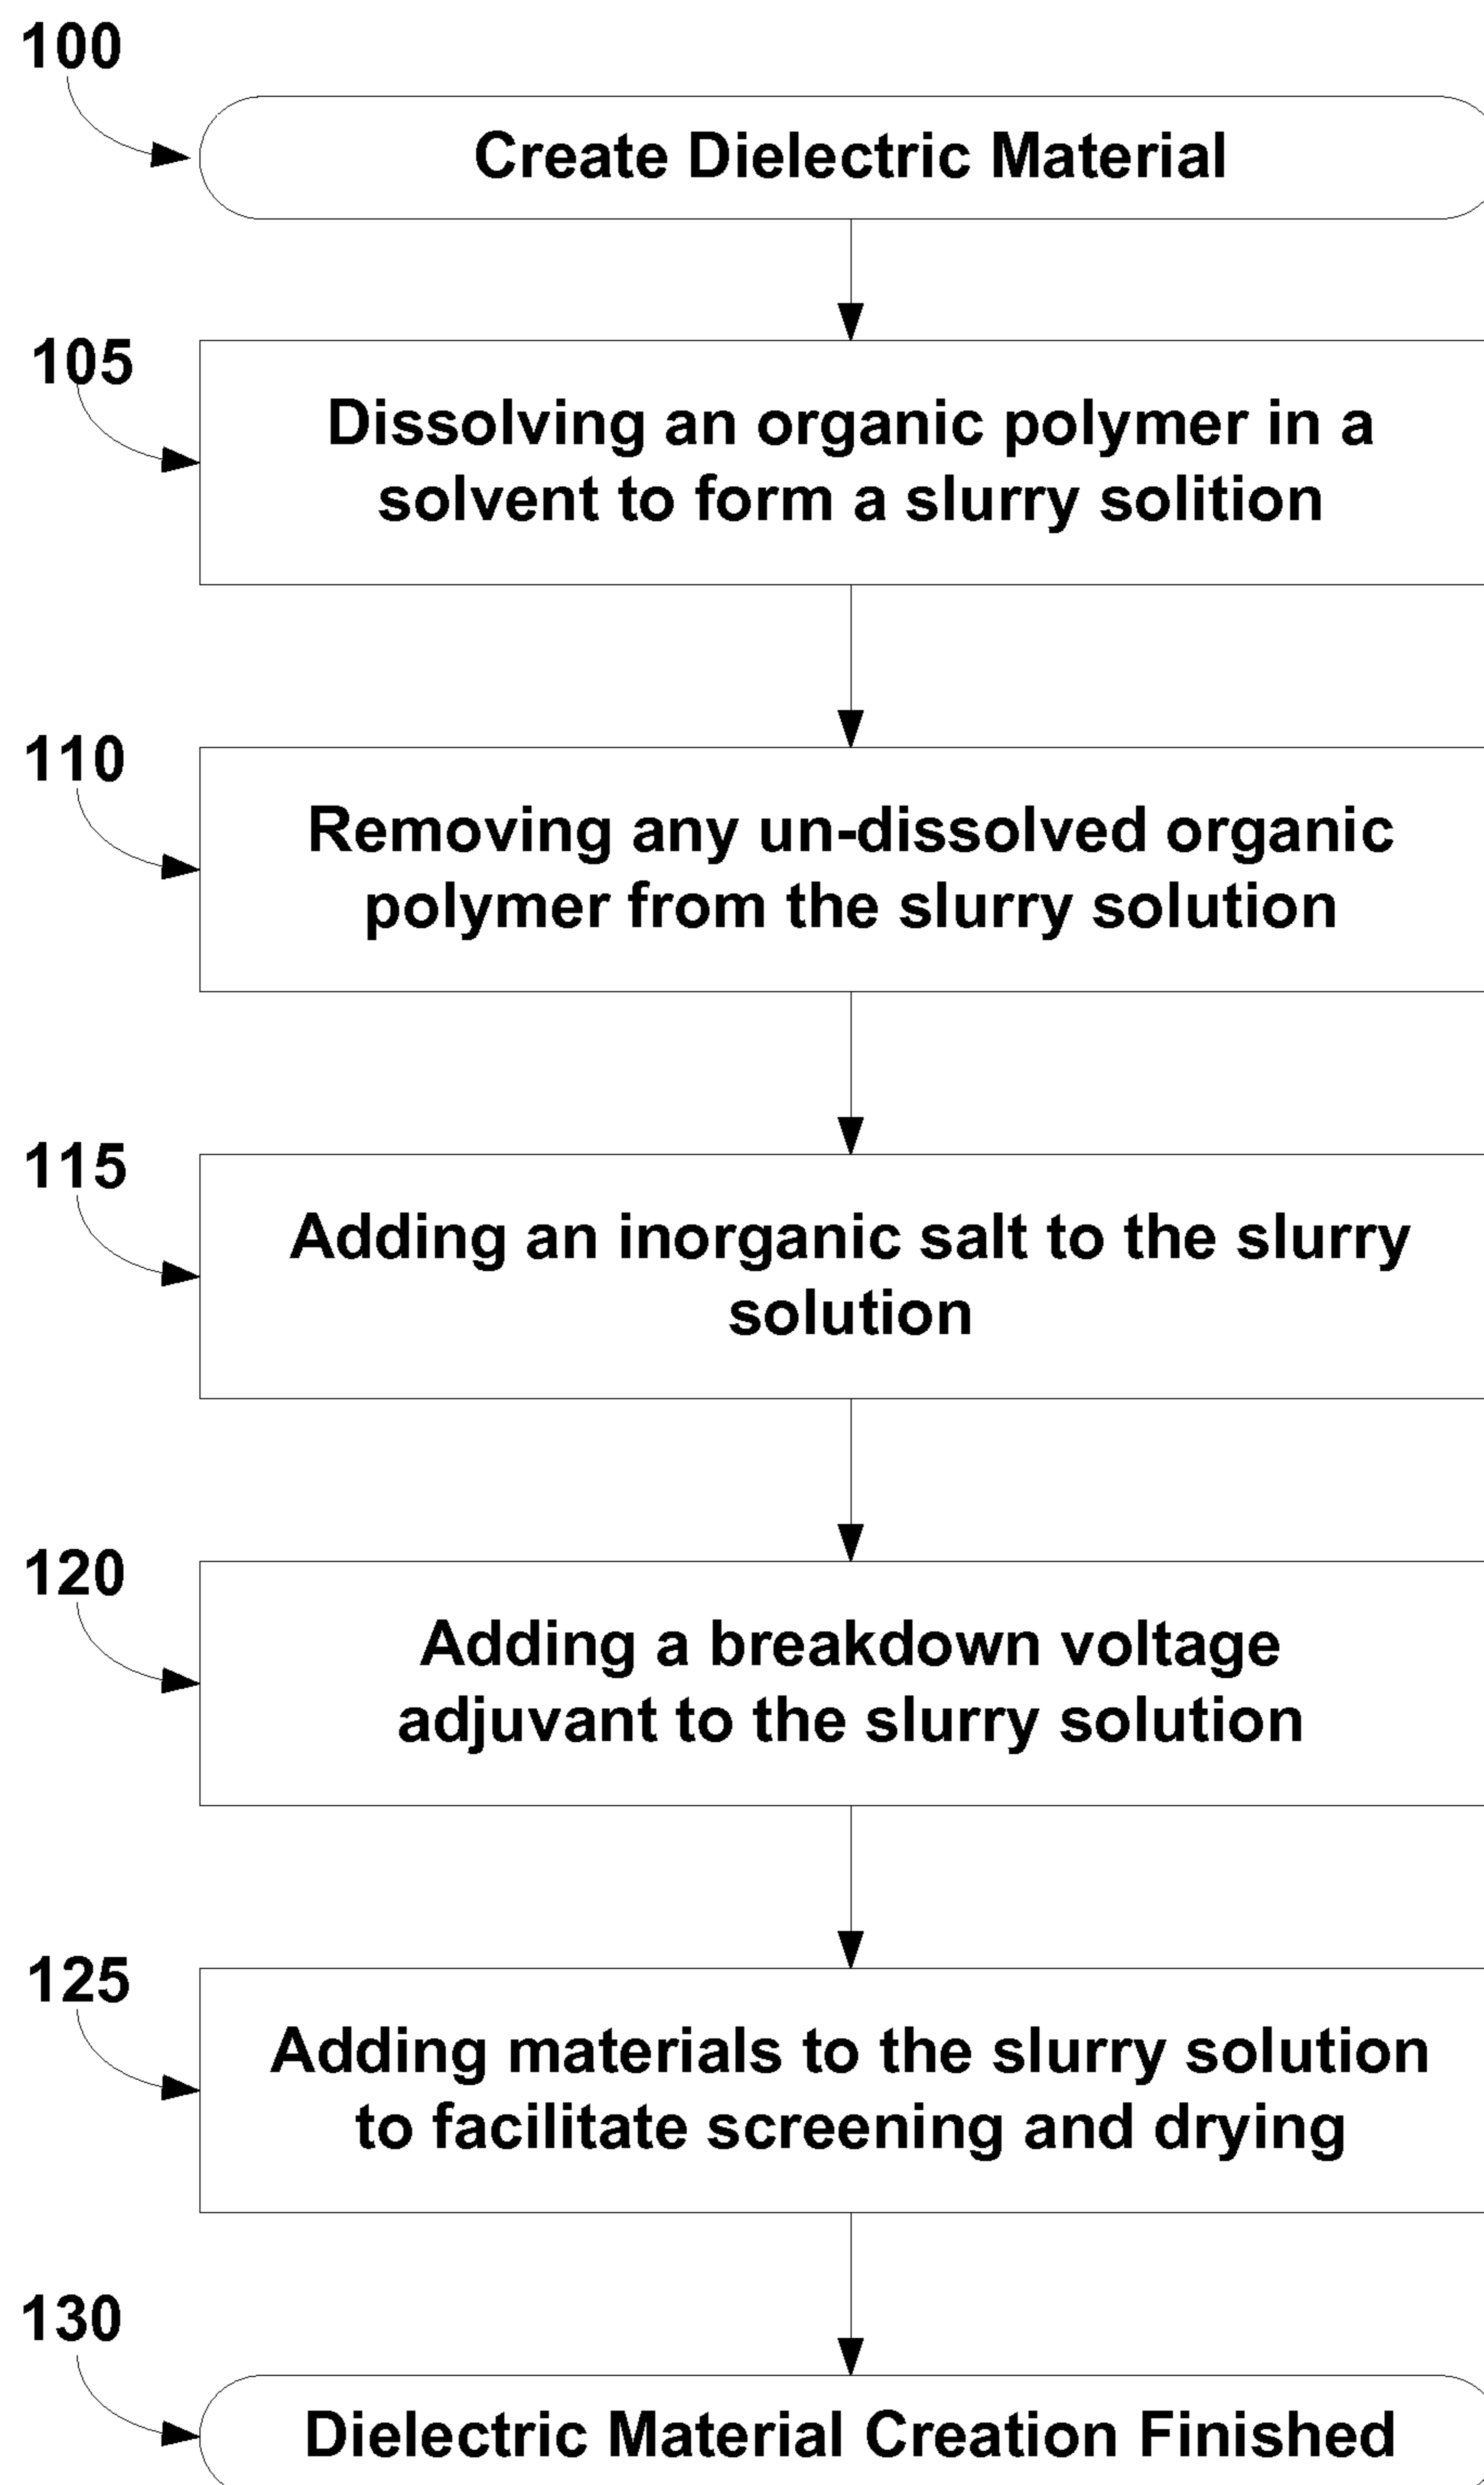 100
Create Dielectric Material
105
Dissolving an organic polymer in a
solvent to form a slurry solition
110
Removing any un-dissolved organic
polymer from the slurry solution
115
Adding an inorganic salt to the slurry
solution
120
Adding a breakdown voltage
adjuvant to the slurry solution
125
Adding materials to the slurry solution
to facilitate screening and drying
130
Dielectric Material Creation Finished